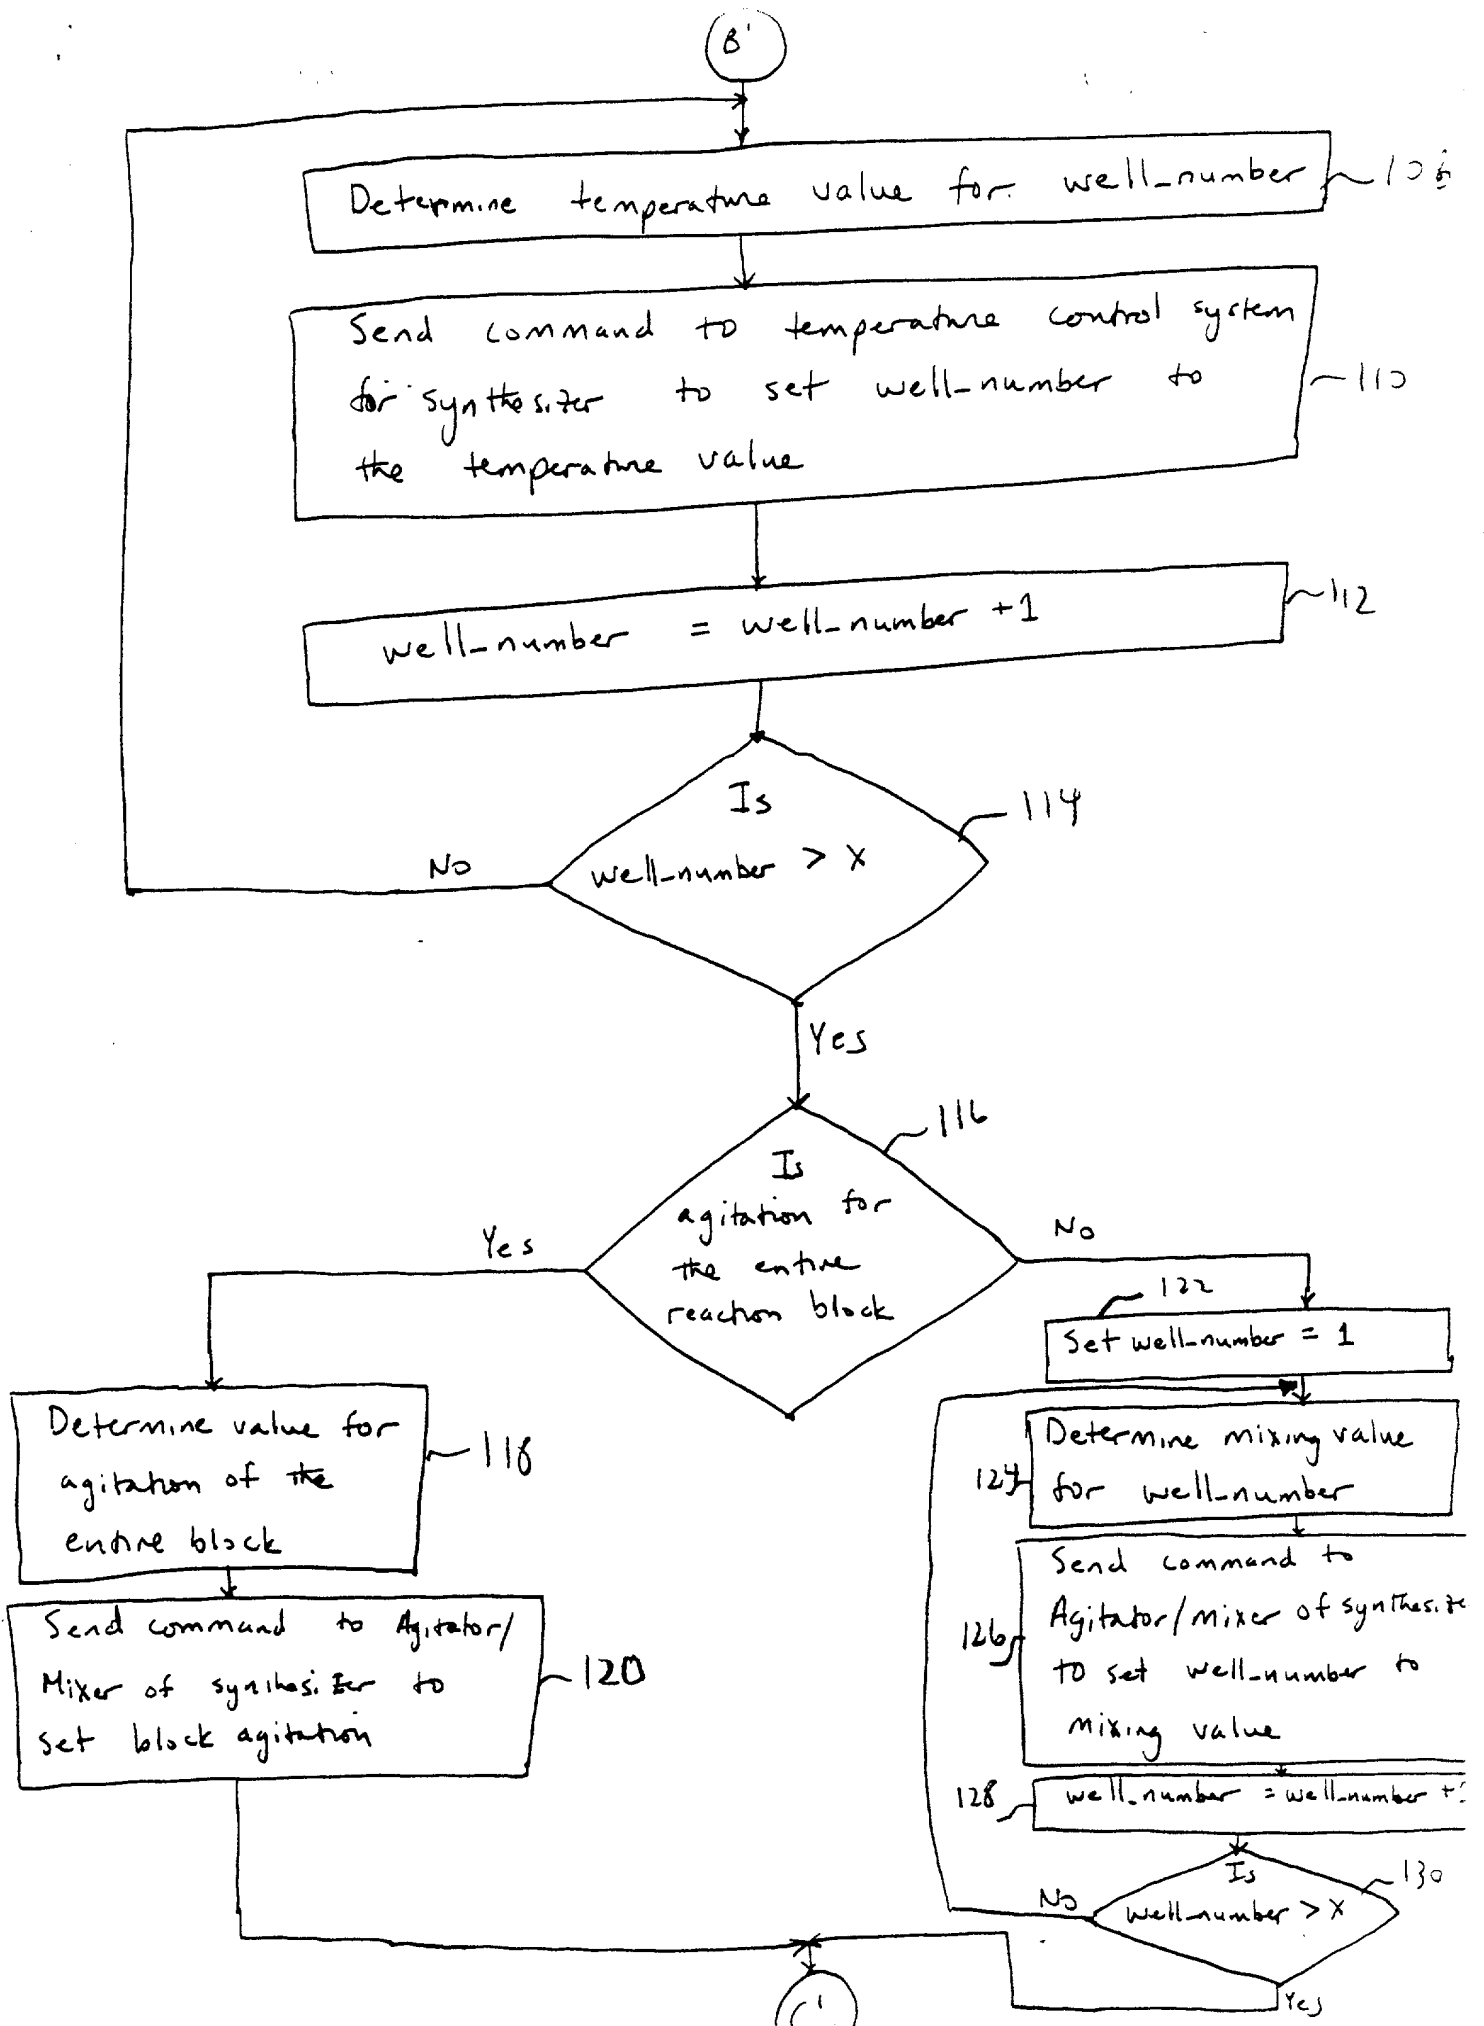 B'
Determine temperature value for well_number
Send command to temperature control system 110
for synthesizer to set well_number to
the temperature value
well_number = well_number +1 112
Is 114
well_number > X
No
Yes
116
Is
agitation for
the entire
reaction block
Yes
No
122
Set well_number = 1
Determine value for 118
agitation of the
entire block
Determine mixing value
124 for well_number
Send command to Agitator/ 120
Mixer of synthesizer to
set block agitation
Send command to
126 Agitator/mixer of synthesize
to set well_number to
mixing value
128 well_number = well_number +1
Is 130
well_number > X
No
Yes
C'